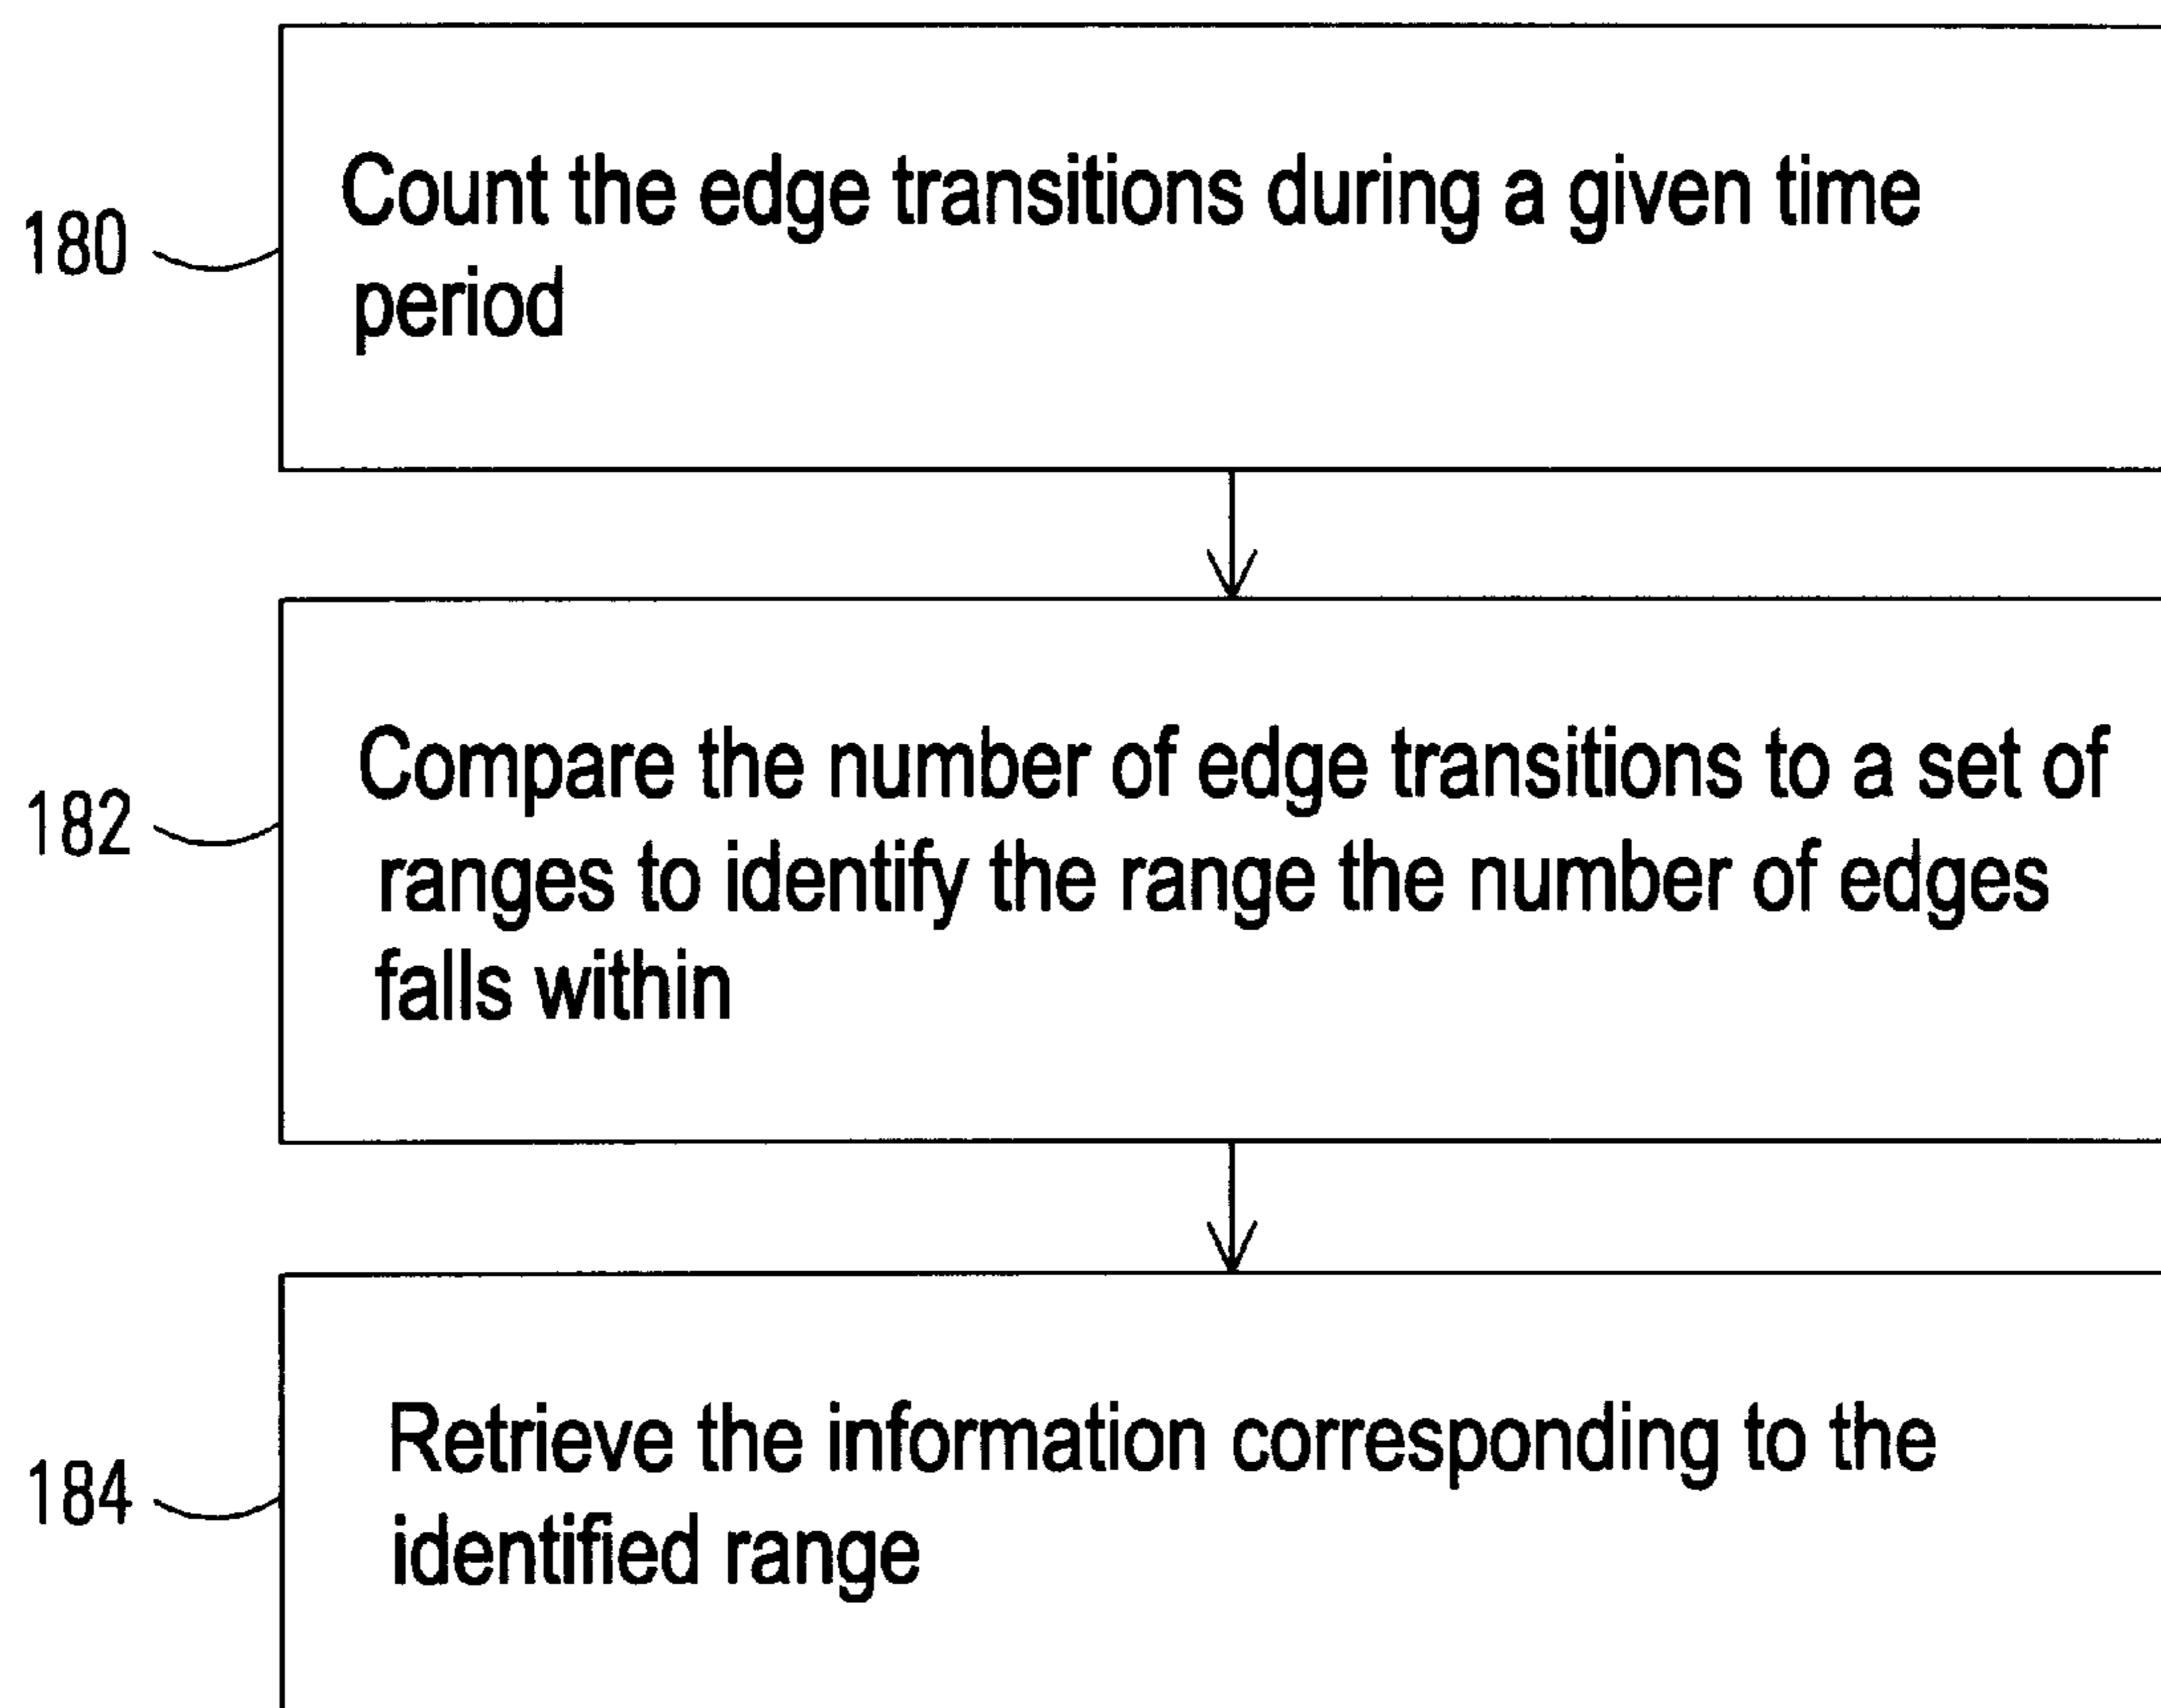 Count the edge transitions during a given time
180
period
Compare the number of edge transitions to a set of
182
ranges to identify the range the number of edges
falls within
Retrieve the information corresponding to the
184
identified range